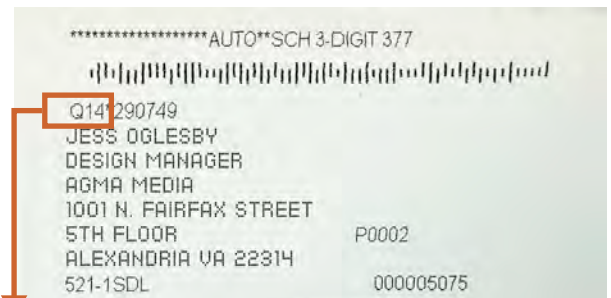 *******************AUTO**SCH 3-DIGIT 377
Q14*290749
JESS OGLESBY
DESIGN MANAGER
AGMA MEDIA
1001 N. FAIRFAX STREET
5TH FLOOR P0002
ALEXANDRIA VA 22314
521-1SDL 000005075